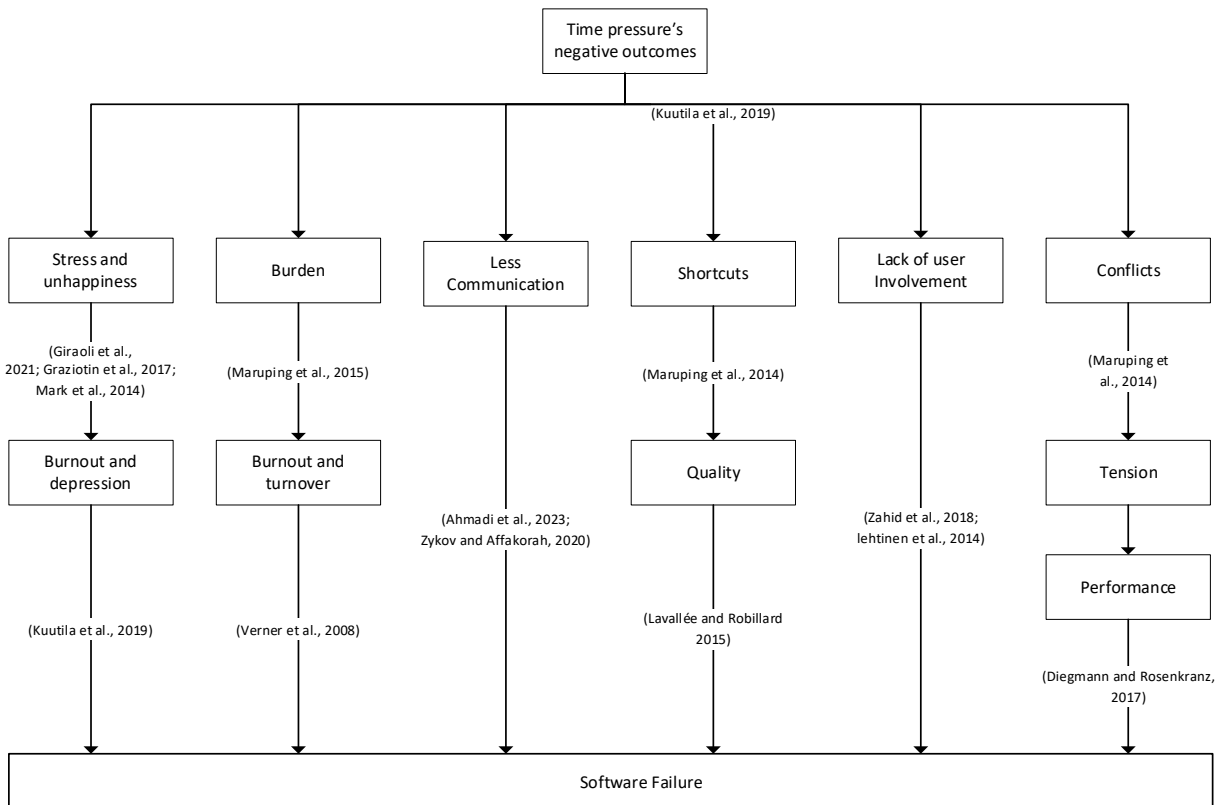 Time pressure's
negative outcomes
(Kuutila et al., 2019)
Stress and
unhappiness
Burden
Less
Communication
Shortcuts
Lack of user
Involvement
Conflicts
(Giraoli et al.,
2021; Graziotin et al., 2017;
Mark et al., 2014)
(Maruping et al., 2015)
(Maruping et al., 2014)
(Maruping et
al., 2014)
Burnout and
depression
Burnout and
turnover
Quality
Tension
(Ahmadi et al., 2023;
Zykov and Affakorah, 2020)
(Zahid et al., 2018;
lehtinen et al., 2014)
Performance
(Kuutila et al., 2019)
(Verner et al., 2008)
(Lavallée and Robillard
2015)
(Diegmann and Rosenkranz,
2017)
Software Failure